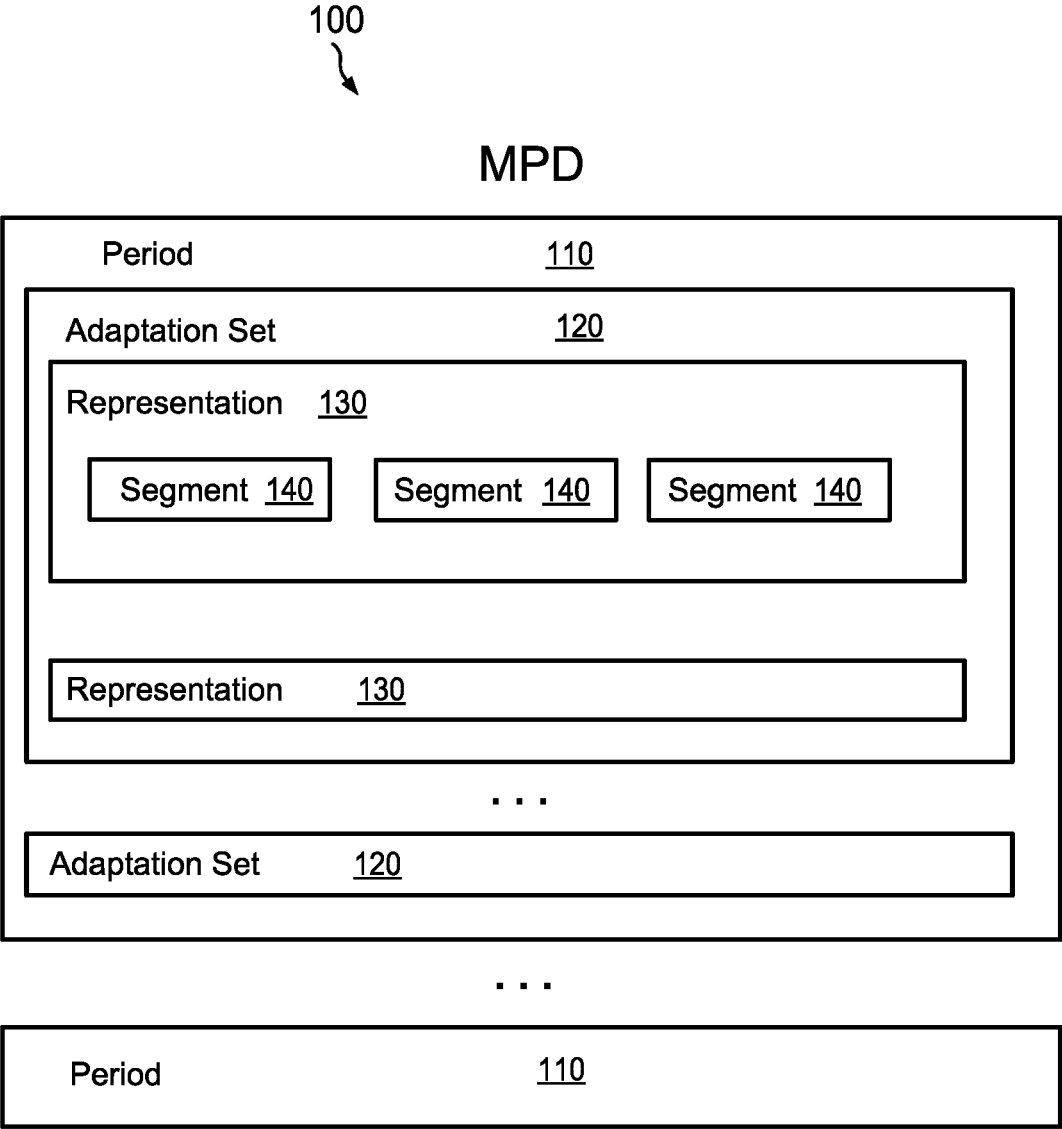 100
MPD
Period 110
Adaptation Set 120
Representation 130
Segment 140 Segment 140 Segment 140
Representation 130
...
Adaptation Set 120
...
Period 110